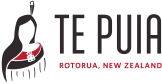 TE PUIA
ROTORUA, NEW ZEALAND